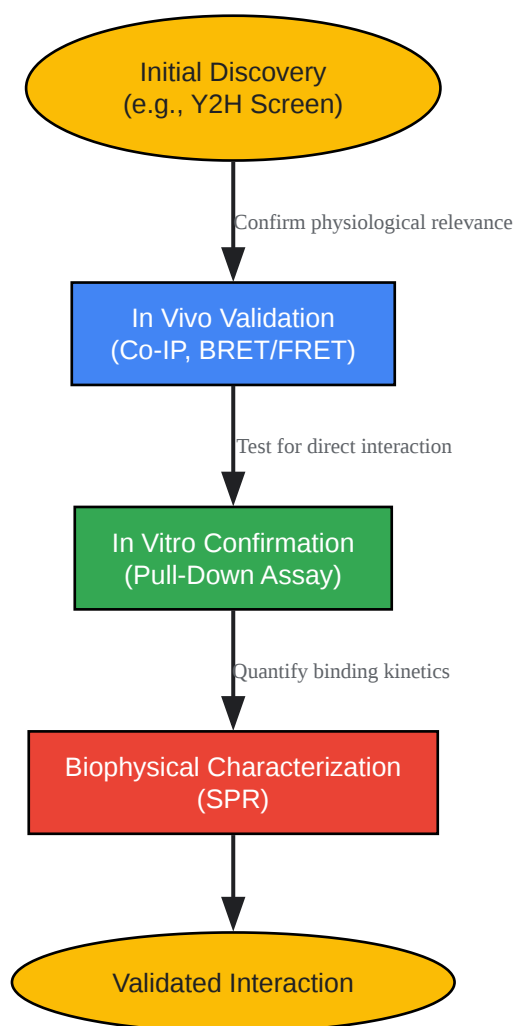 Initial Discovery
(e.g., Y2H Screen)
Confirm physiological relevance
In Vivo Validation
(Co-IP, BRET/FRET)
Test for direct interaction
In Vitro Confirmation
(Pull-Down Assay)
Quantify binding kinetics
Biophysical Characterization
(SPR)
Validated Interaction